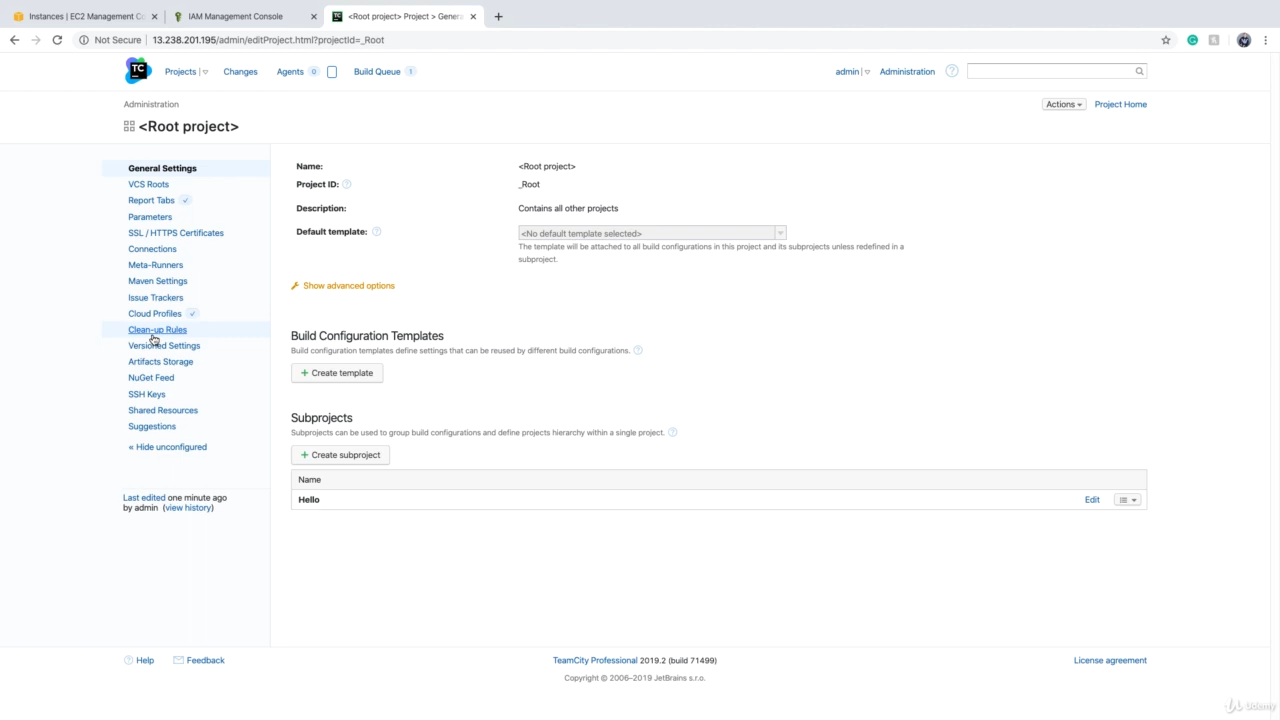 Instances | EC2 Management Co
IAM Management Console
<Root project> Project > Genera
Not Secure
13.238.201.195/admin/editProject.html?projectId=_Root
TC
Projects
Changes
Agents 0
Build Queue 1
admin
Administration
Administration
<Root project>
Actions
Project Home
General Settings
VCS Roots
Report Tabs
Parameters
SSL / HTTPS Certificates
Connections
Meta-Runners
Maven Settings
Issue Trackers
Cloud Profiles
Clean-up Rules
Versioned Settings
Artifacts Storage
NuGet Feed
SSH Keys
Shared Resources
Suggestions
« Hide unconfigured
Last edited one minute ago
by admin (view history)
Name: <Root project>
Project ID: _Root
Description: Contains all other projects
Default template: <No default template selected>
The template will be attached to all build configurations in this project and its subprojects unless redefined in a
subproject.
Show advanced options
Build Configuration Templates
Build configuration templates define settings that can be reused by different build configurations.
+ Create template
Subprojects
Subprojects can be used to group build configurations and define projects hierarchy within a single project.
+ Create subproject
Name
Hello
Edit
Help
Feedback
TeamCity Professional 2019.2 (build 71499)
License agreement
Copyright © 2006–2019 JetBrains s.r.o.
Udemy